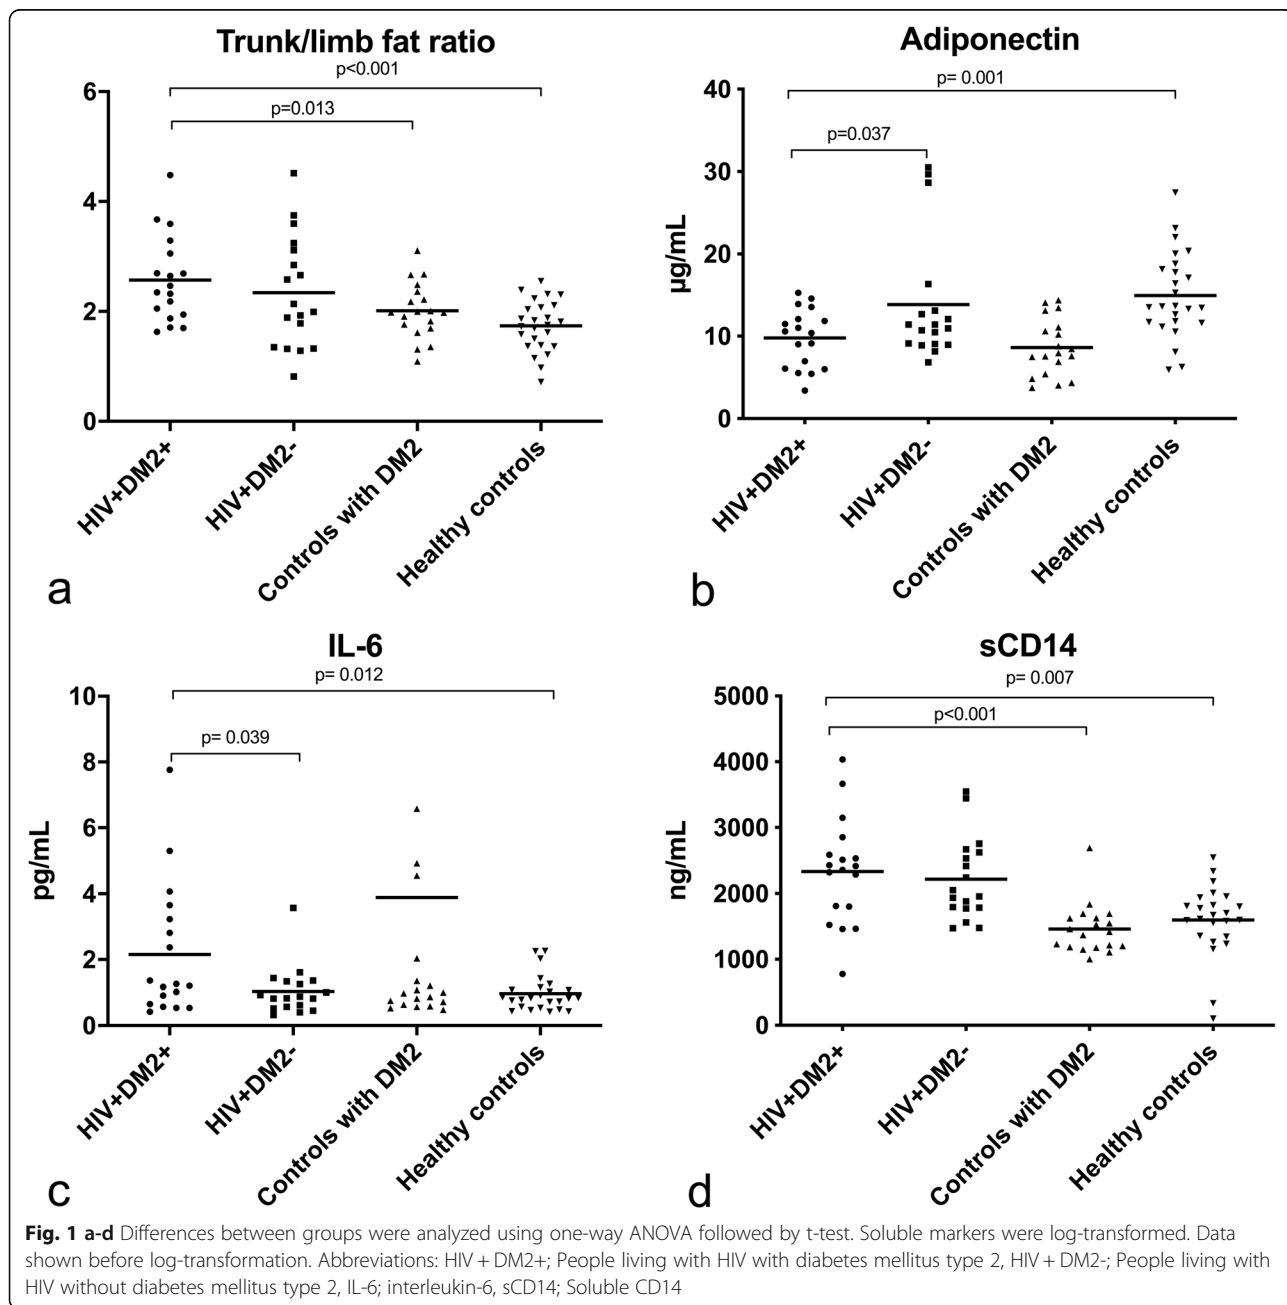 Trunk/limb fat ratio
p<0.001
p=0.013
6
4
2
0
HIV+DM2+
HIV+DM2-
Controls with DM2
Healthy controls
a
Adiponectin
p= 0.001
p=0.037
µg/mL
40
30
20
10
0
HIV+DM2+
HIV+DM2-
Controls with DM2
Healthy controls
b
IL-6
p= 0.012
p= 0.039
pg/mL
10
8
6
4
2
0
HIV+DM2+
HIV+DM2-
Controls with DM2
Healthy controls
c
sCD14
p= 0.007
p<0.001
ng/mL
5000
4000
3000
2000
1000
0
HIV+DM2+
HIV+DM2-
Controls with DM2
Healthy controls
d
Fig. 1 a-d Differences between groups were analyzed using one-way ANOVA followed by t-test. Soluble markers were log-transformed. Data
shown before log-transformation. Abbreviations: HIV + DM2+; People living with HIV with diabetes mellitus type 2, HIV + DM2-; People living with
HIV without diabetes mellitus type 2, IL-6; interleukin-6, sCD14; Soluble CD14